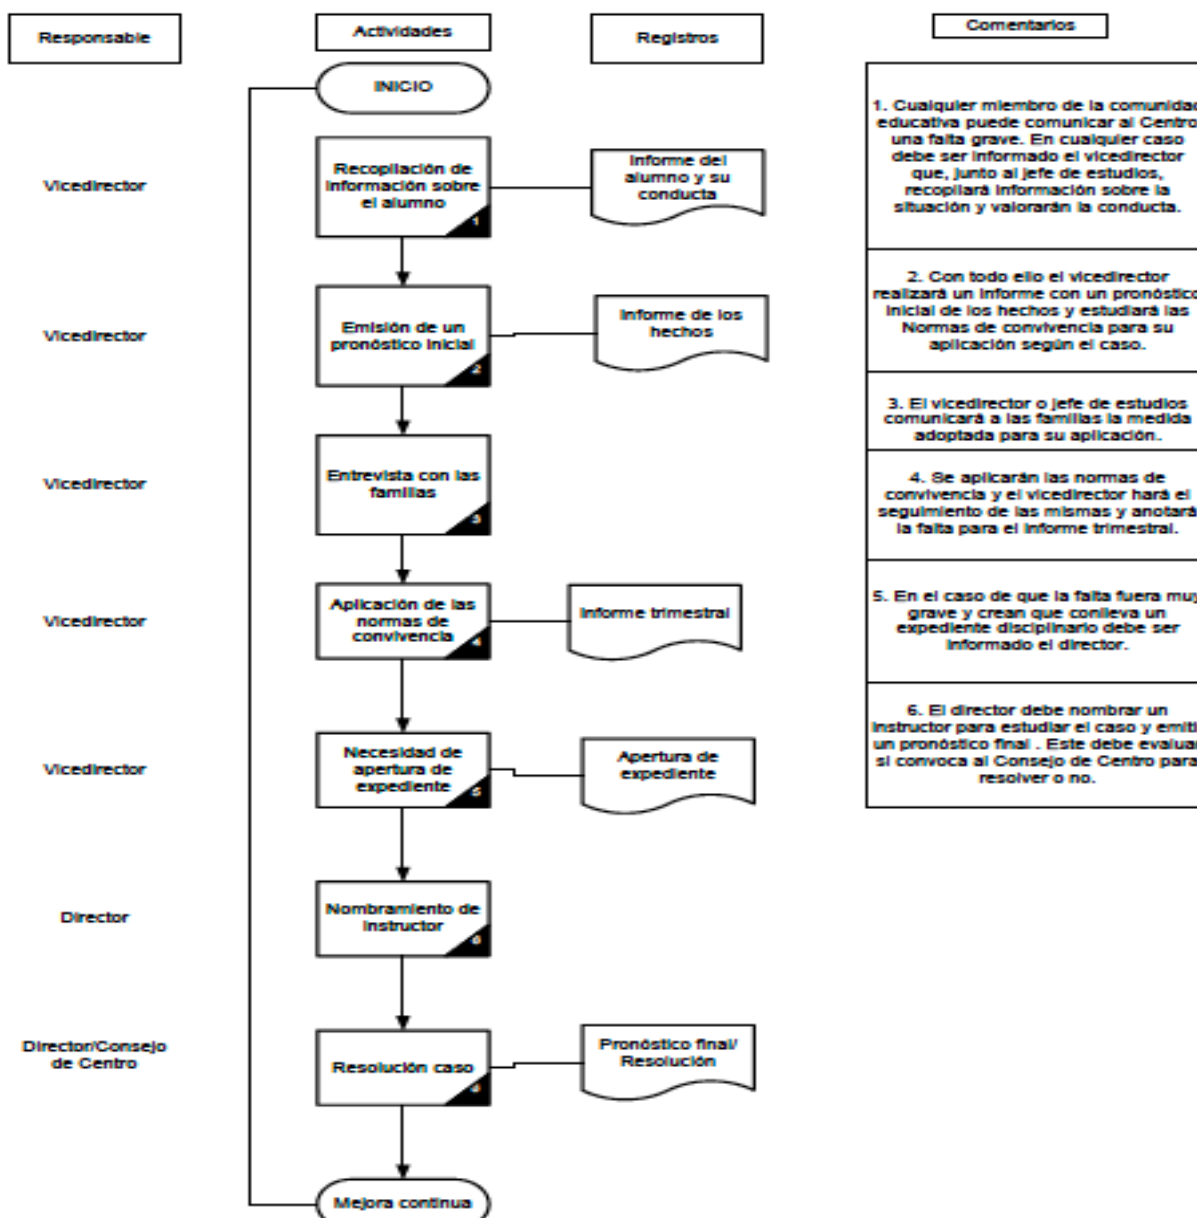 Responsable
Actividades
Registros
Comentarios
INICIO
Vicedirector
Recopilación de
información sobre
el alumno
1
Informe del
alumno y su
conducta
1. Cualquier miembro de la comunidad
educativa puede comunicar al Centro
una falta grave. En cualquier caso
debe ser informado el vicedirector
que, junto al jefe de estudios,
recopilará información sobre la
situación y valorarán la conducta.
Vicedirector
Emisión de un
pronóstico inicial
2
Informe de los
hechos
2. Con todo ello el vicedirector
realizará un informe con un pronóstico
inicial de los hechos y estudiará las
Normas de convivencia para su
aplicación según el caso.
Vicedirector
Entrevista con las
familias
3
3. El vicedirector o jefe de estudios
comunicará a las familias la medida
adoptada para su aplicación.
Vicedirector
Aplicación de las
normas de
convivencia
4
Informe trimestral
4. Se aplicarán las normas de
convivencia y el vicedirector hará el
seguimiento de las mismas y anotará
la falta para el informe trimestral.
Vicedirector
Necesidad de
apertura de
expediente
5
Apertura de
expediente
5. En el caso de que la falta fuera muy
grave y crean que conlleva un
expediente disciplinario debe ser
informado el director.
Director
Nombramiento de
instructor
6
6. El director debe nombrar un
instructor para estudiar el caso y emiti
un pronóstico final . Este debe evaluar
si convoca al Consejo de Centro para
resolver o no.
Director/Consejo
de Centro
Resolución caso
Pronóstico final/
Resolución
Mejora continua